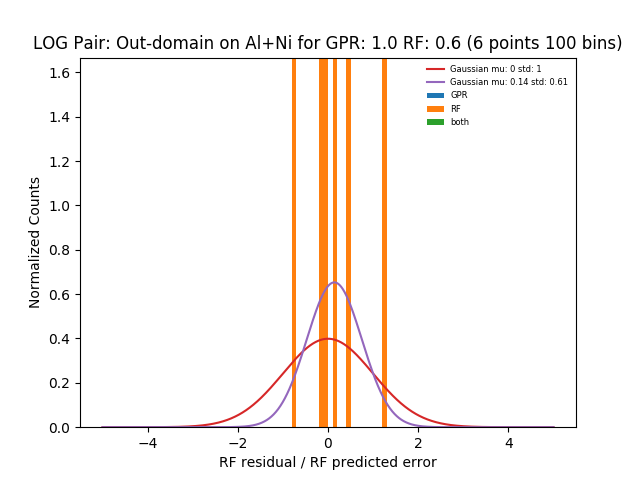 LOG Pair: Out-domain on Al+Ni for GPR: 1.0 RF: 0.6 (6 points 100 bins)
Gaussian mu: 0 std: 1
Gaussian mu: 0.14 std: 0.61
GPR
RF
both
Normalized Counts
1.6
1.4
1.2
1.0
0.8
0.6
0.4
0.2
0.0
−4
−2
0
2
4
RF residual / RF predicted error